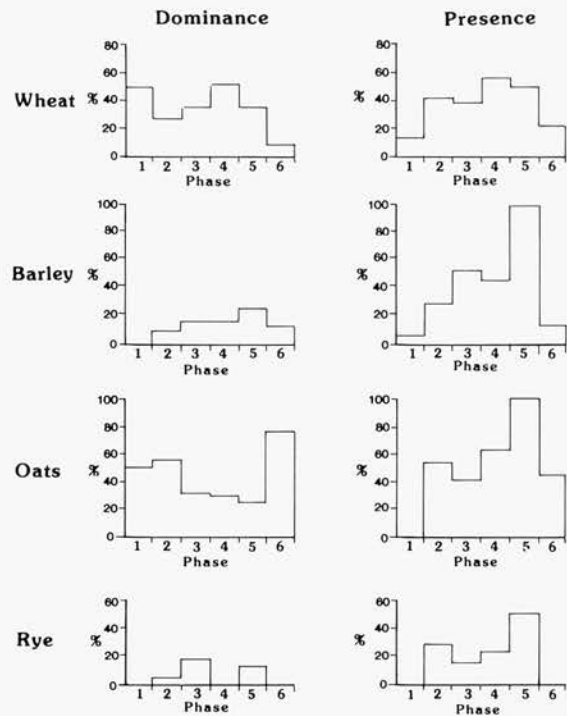 Dominance Presence
80 80
60 60
Wheat % 40 % 40
20 20
0 0
1 2 3 4 5 6 1 2 3 4 5 6
Phase Phase
100 100
80 80
60 60
Barley % 40 % 40
20 20
0 0
1 2 3 4 5 6 1 2 3 4 5 6
Phase Phase
100 100
80 80
60 60
Oats % 40 % 40
20 20
0 0
1 2 3 4 5 6 1 2 3 4 5 6
Phase Phase
60 60
40 40
Rye % 20 % 20
0 0
1 2 3 4 5 6 1 2 3 4 5 6
Phase Phase